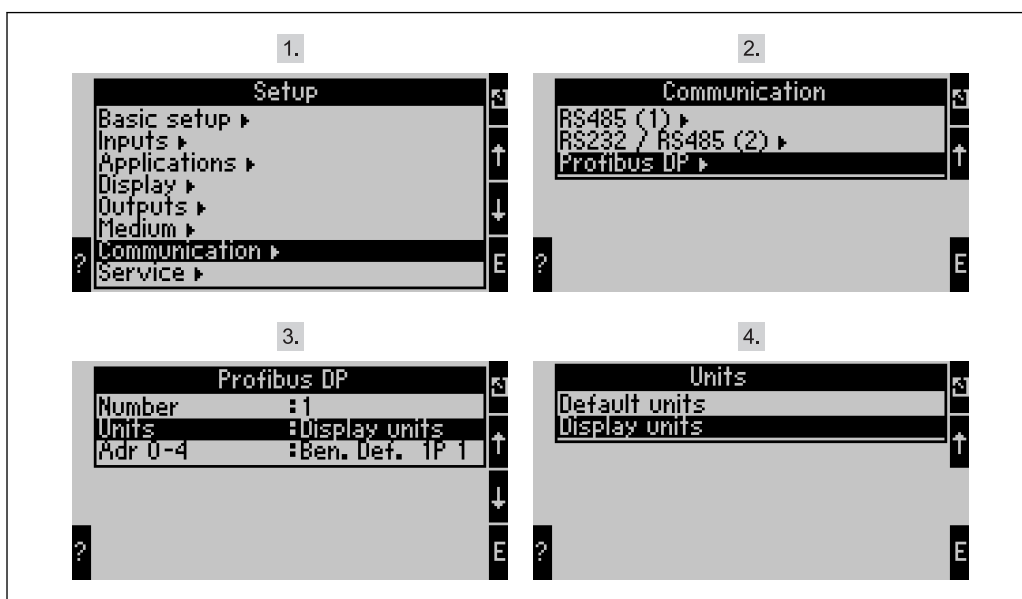 1.
Setup
Basic setup ▸
Inputs ▸
Applications ▸
Display ▸
Outputs ▸
Medium ▸
Communication ▸
Service ▸
↑
↓
?
E
2.
Communication
RS485 (1) ▸
RS232 / RS485 (2) ▸
Profibus DP ▸
↑
?
E
3.
Profibus DP
Number :1
Units :Display units
Adr 0-4 :Ben. Def. 1P 1
↑
↓
?
E
4.
Units
Default units
Display units
↑
?
E